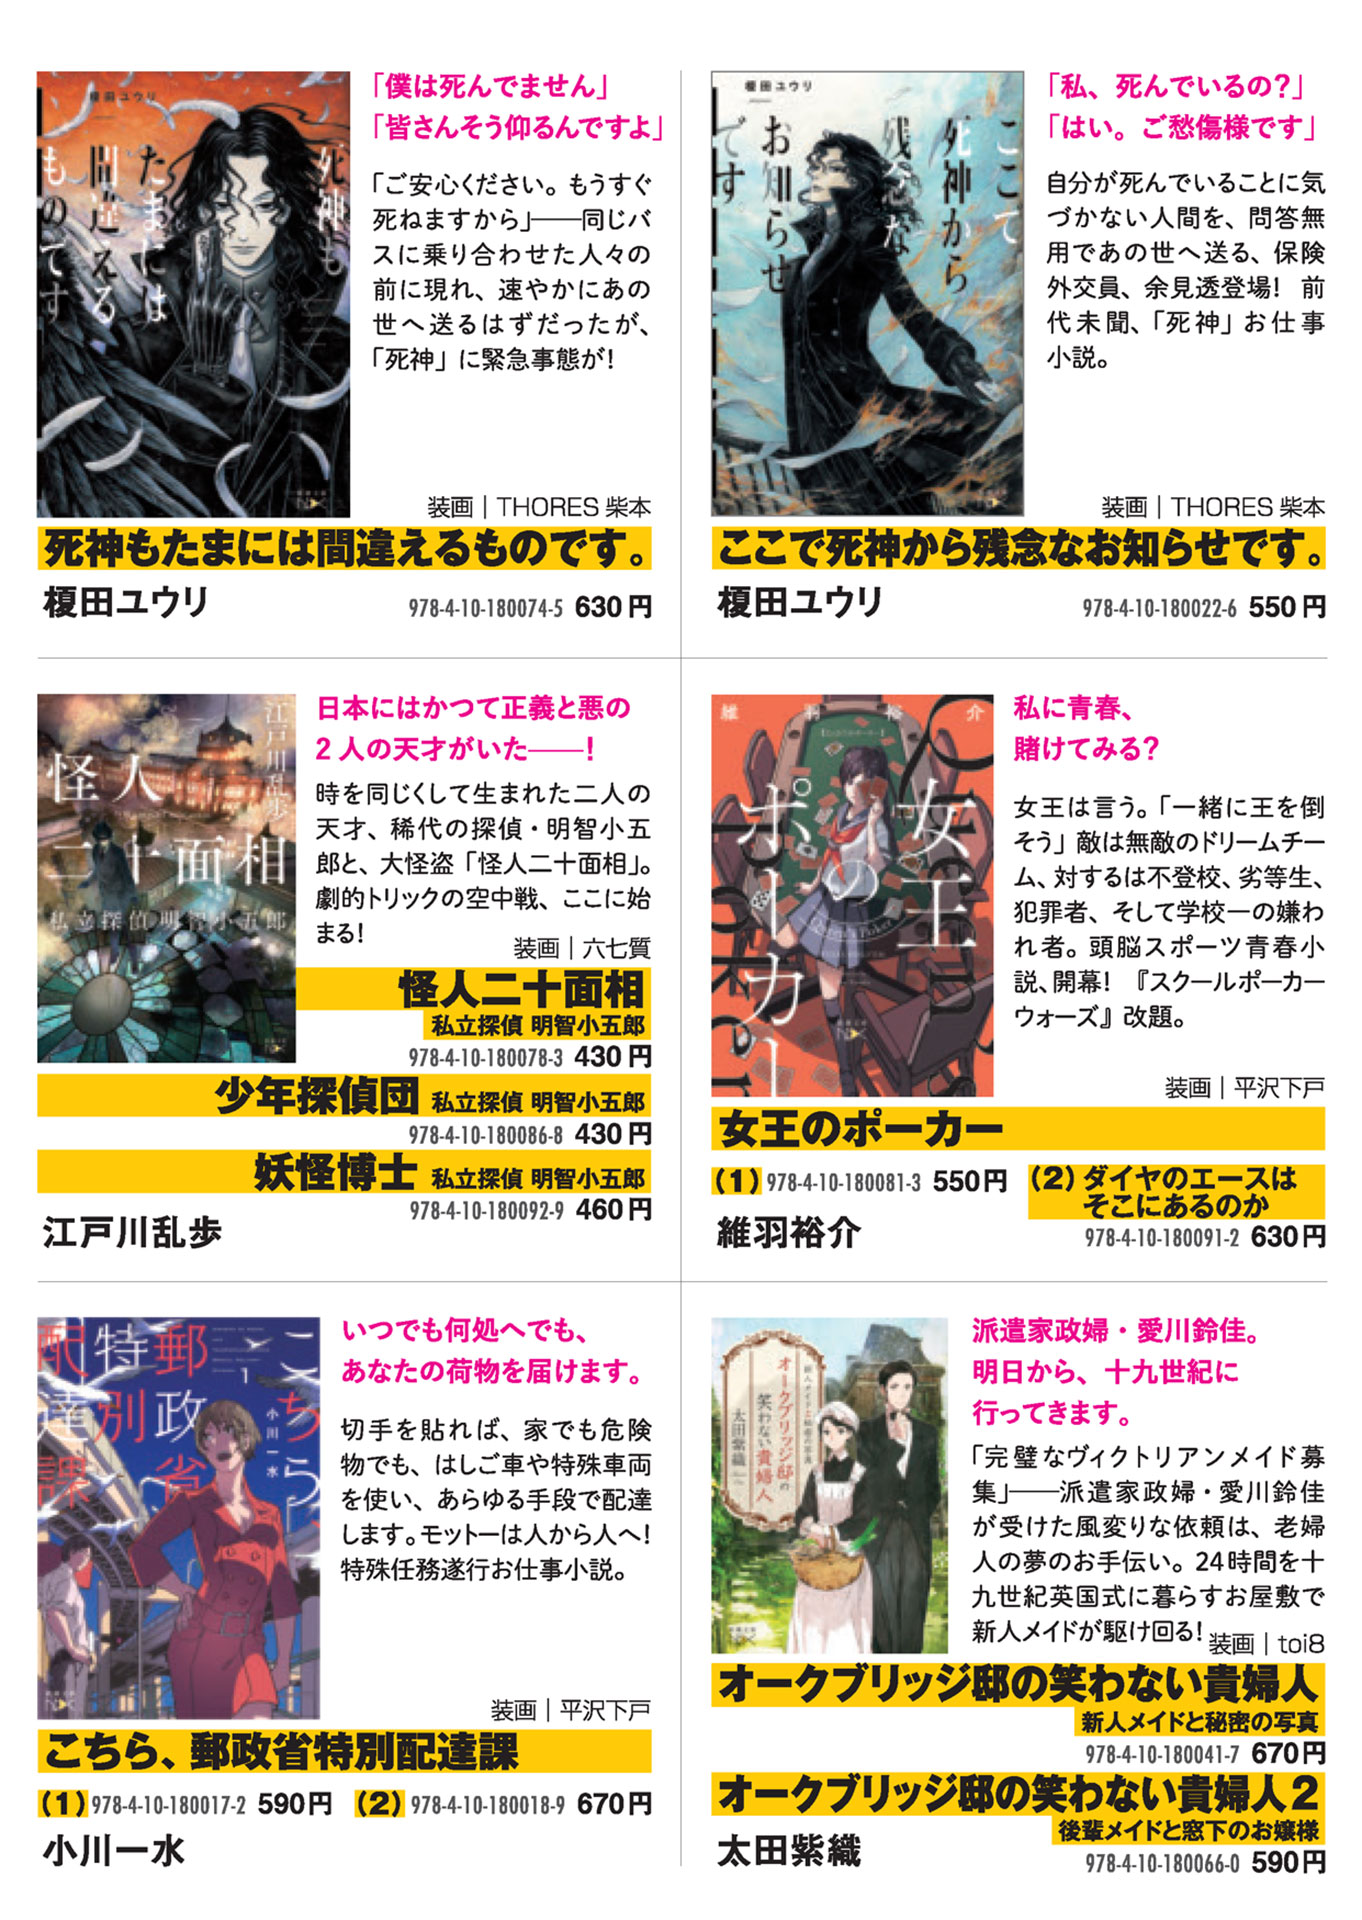 榎田ユウリ
死神も
たまには
間違える
ものです
「僕は死んでません」
「皆さんそう仰るんですよ」
「ご安心ください。もうすぐ
死ねますから」――同じバ
スに乗り合わせた人々の
前に現れ、速やかにあの
世へ送るはずだったが、
「死神」に緊急事態が!
装画｜THORES 柴本
死神もたまには間違えるものです。
榎田ユウリ
978-4-10-180074-5 630円
榎田ユウリ
ここで
死神から
残念な
お知らせ
です
「私、死んでいるの?」
「はい。ご愁傷様です」
自分が死んでいることに気
づかない人間を、問答無
用であの世へ送る、保険
外交員、余見透登場! 前
代未聞、「死神」お仕事
小説。
装画｜THORES 柴本
ここで死神から残念なお知らせです。
榎田ユウリ
978-4-10-180022-6 550円
江戸川乱歩
怪人
二十面相
私立探偵 明智小五郎
日本にはかつて正義と悪の
2人の天才がいた――!
時を同じくして生まれた二人の
天才、稀代の探偵・明智小五
郎と、大怪盗「怪人二十面相」。
劇的トリックの空中戦、ここに始
まる!
装画｜六七質
怪人二十面相
私立探偵 明智小五郎
978-4-10-180078-3 430円
少年探偵団 私立探偵 明智小五郎
978-4-10-180086-8 430円
妖怪博士 私立探偵 明智小五郎
978-4-10-180092-9 460円
江戸川乱歩
維羽裕介
女王
の
ポーカー
私に青春、
賭けてみる?
女王は言う。「一緒に王を倒
そう」敵は無敵のドリームチー
ム、対するは不登校、劣等生、
犯罪者、そして学校一の嫌わ
れ者。頭脳スポーツ青春小
説、開幕! 『スクールポーカー
ウォーズ』改題。
装画｜平沢下戸
女王のポーカー
(1) 978-4-10-180081-3 550円
(2) ダイヤのエースは
そこにあるのか
978-4-10-180091-2 630円
維羽裕介
こちら、
郵政省
特別
配達課
1
小川一水
いつでも何処へでも、
あなたの荷物を届けます。
切手を貼れば、家でも危険
物でも、はしご車や特殊車両
を使い、あらゆる手段で配達
します。モットーは人から人へ!
特殊任務遂行お仕事小説。
装画｜平沢下戸
こちら、郵政省特別配達課
(1) 978-4-10-180017-2 590円 (2) 978-4-10-180018-9 670円
小川一水
新人メイドと秘密の写真
オークブリッジ邸の
笑わない貴婦人
太田紫織
派遣家政婦・愛川鈴佳。
明日から、十九世紀に
行ってきます。
「完璧なヴィクトリアンメイド募
集」――派遣家政婦・愛川鈴佳
が受けた風変りな依頼は、老婦
人の夢のお手伝い。24時間を十
九世紀英国式に暮らすお屋敷で
新人メイドが駆け回る!
装画｜toi8
オークブリッジ邸の笑わない貴婦人
新人メイドと秘密の写真
978-4-10-180041-7 670円
オークブリッジ邸の笑わない貴婦人2
後輩メイドと窓下のお嬢様
978-4-10-180066-0 590円
太田紫織